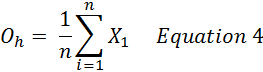 O_h = \frac{1}{n} \sum_{i=1}^{n} X_1 Equation 4